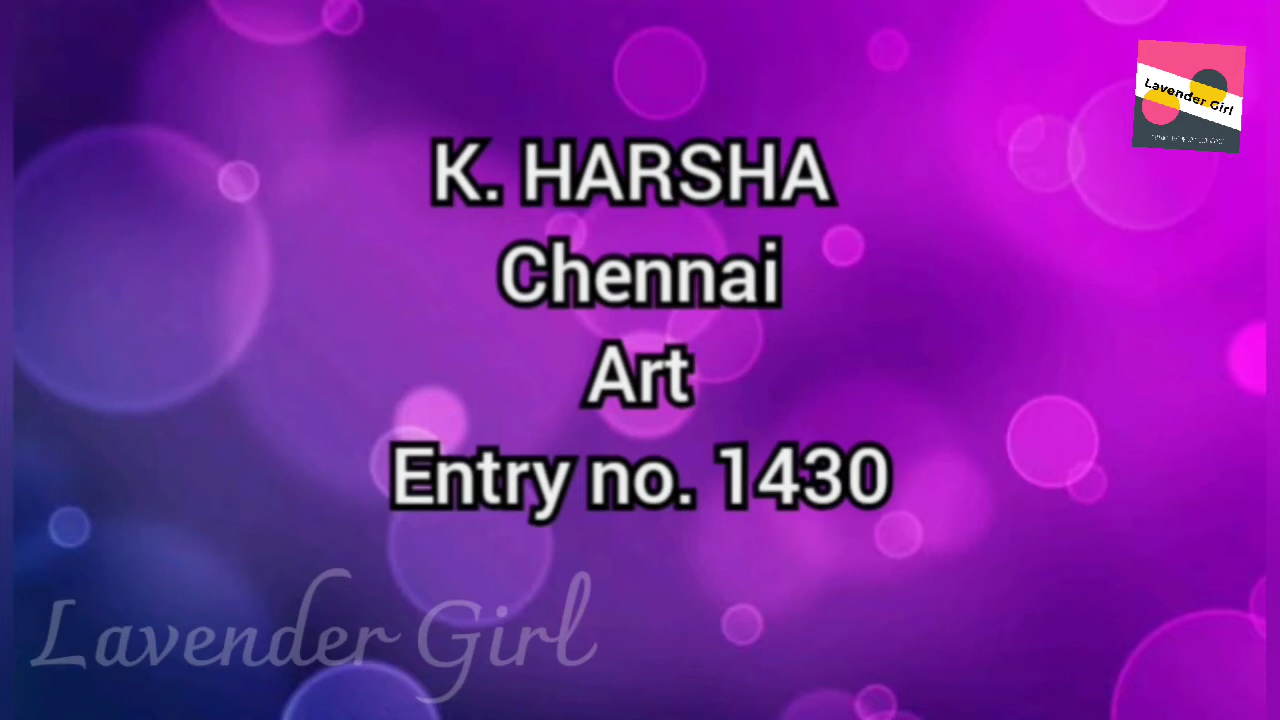 K. HARSHA
Chennai
Art
Entry no. 1430
Lavender Girl
Lavender Girl